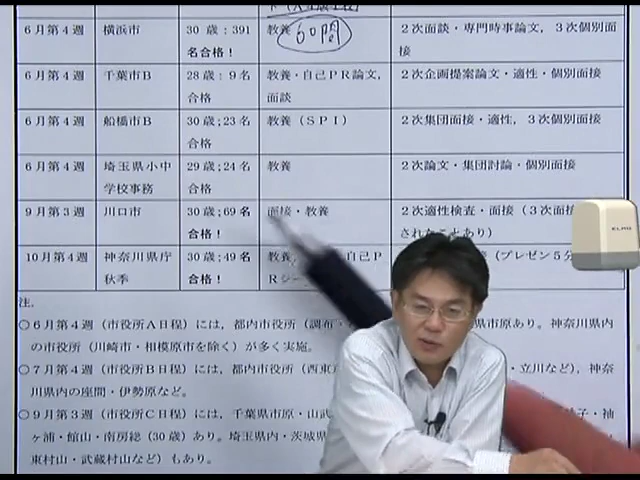 6月第4週 横浜市 30歳：391名合格！ 教養 60問 2次面談・専門時事論文，3次個別面接
6月第4週 千葉市B 28歳：9名合格 教養・自己PR論文，面談 2次企画提案論文・適性・個別面接
6月第4週 船橋市B 30歳；23名合格 教養（SPI） 2次集団面接・適性，3次個別面接
6月第4週 埼玉県小中学校事務 29歳；24名合格 教養 2次論文・集団討論・個別面接
9月第3週 川口市 30歳；69名合格！ 面接・教養 2次適性検査・面接（3次面接 されたこともあり）
10月第4週 神奈川県庁秋季 30歳；49名合格！ 教養 自己P （プレゼン5分
注．
○6月第4週（市役所A日程）には，都内市役所（調布・ 県市原あり。神奈川県内
の市役所（川崎市・相模原市を除く）が多く実施。
○7月第4週（市役所B日程）には，都内市役所（西東 ・立川など），神奈
川県内の座間・伊勢原など。
○9月第3週（市役所C日程）には，千葉県市原・山武 ・袖
ヶ浦・館山・南房総（30歳）あり。埼玉県内・茨城県
東村山・武蔵村山など）もあり。
ELMO